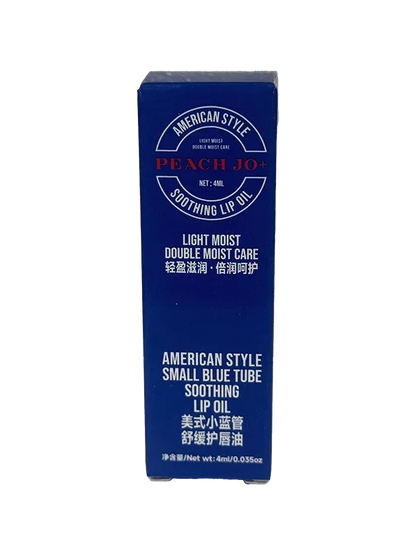 AMERICAN STYLE
LIGHT MOIST
DOUBLE MOIST CARE
PEACH JO+
NET: 4ML
SOOTHING LIP OIL
LIGHT MOIST
DOUBLE MOIST CARE
轻盈滋润·倍润呵护
AMERICAN STYLE
SMALL BLUE TUBE
SOOTHING
LIP OIL
美式小蓝管
舒缓护唇油
净含量/Net wt: 4ml/0.035oz